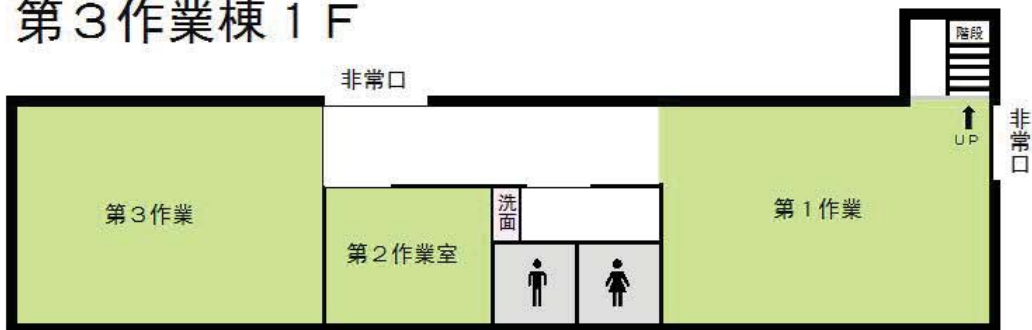 第３作業棟１Ｆ
階段
非常口
非常口
ＵＰ
第３作業
第２作業室
洗面
第１作業